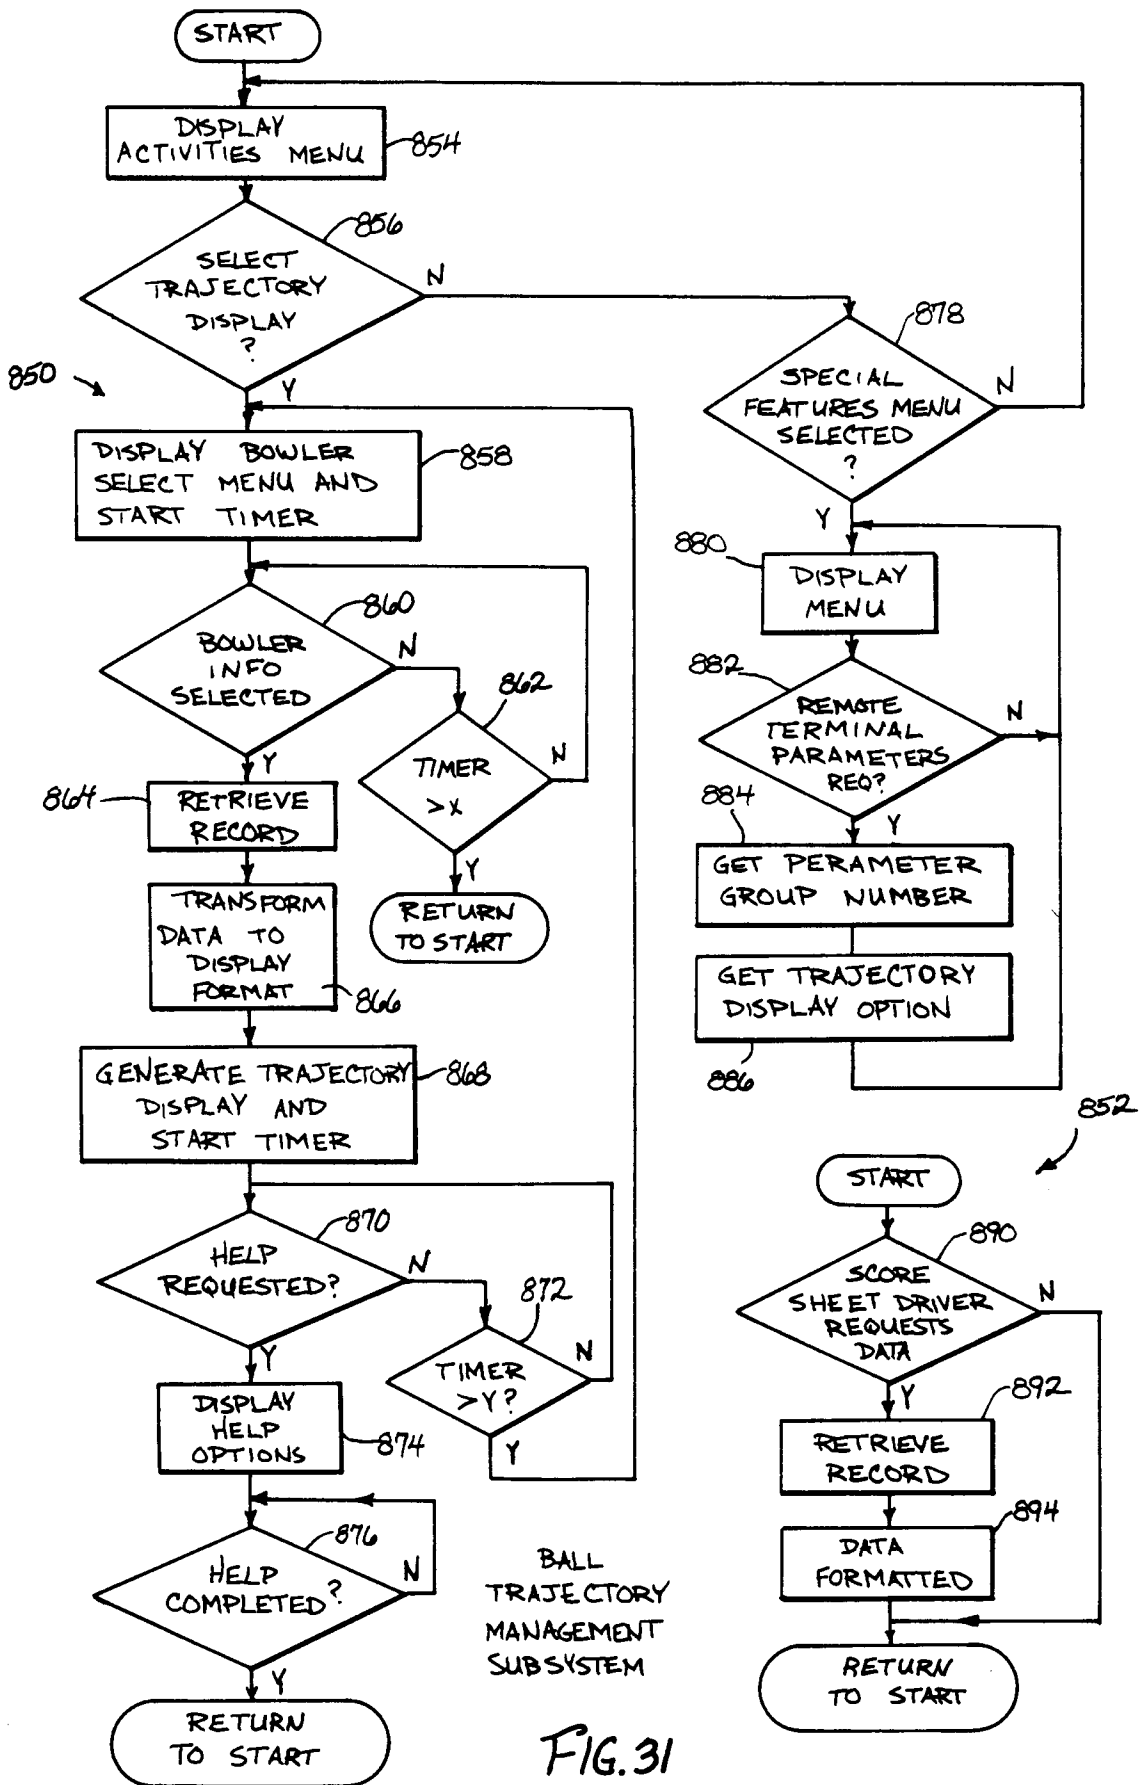 START
DISPLAY
ACTIVITIES MENU
854
856
SELECT
TRAJECTORY
DISPLAY
?
N
Y
850
DISPLAY BOWLER
SELECT MENU AND
START TIMER
858
860
BOWLER
INFO
SELECTED
N
Y
862
TIMER
>X
N
Y
RETURN
TO START
864
RETRIEVE
RECORD
TRANSFORM
DATA TO
DISPLAY
FORMAT
866
GENERATE TRAJECTORY
DISPLAY AND
START TIMER
868
870
HELP
REQUESTED?
N
Y
872
TIMER
>Y?
N
Y
DISPLAY
HELP
OPTIONS
874
876
HELP
COMPLETED?
N
Y
RETURN
TO START
878
SPECIAL
FEATURES MENU
SELECTED
?
N
Y
880
DISPLAY
MENU
882
REMOTE
TERMINAL
PARAMETERS
REQ?
N
Y
884
GET PERAMETER
GROUP NUMBER
GET TRAJECTORY
DISPLAY OPTION
886
852
START
890
SCORE
SHEET DRIVER
REQUESTS
DATA
N
Y
892
RETRIEVE
RECORD
894
DATA
FORMATTED
RETURN
TO START
BALL
TRAJECTORY
MANAGEMENT
SUBSYSTEM
FIG. 31